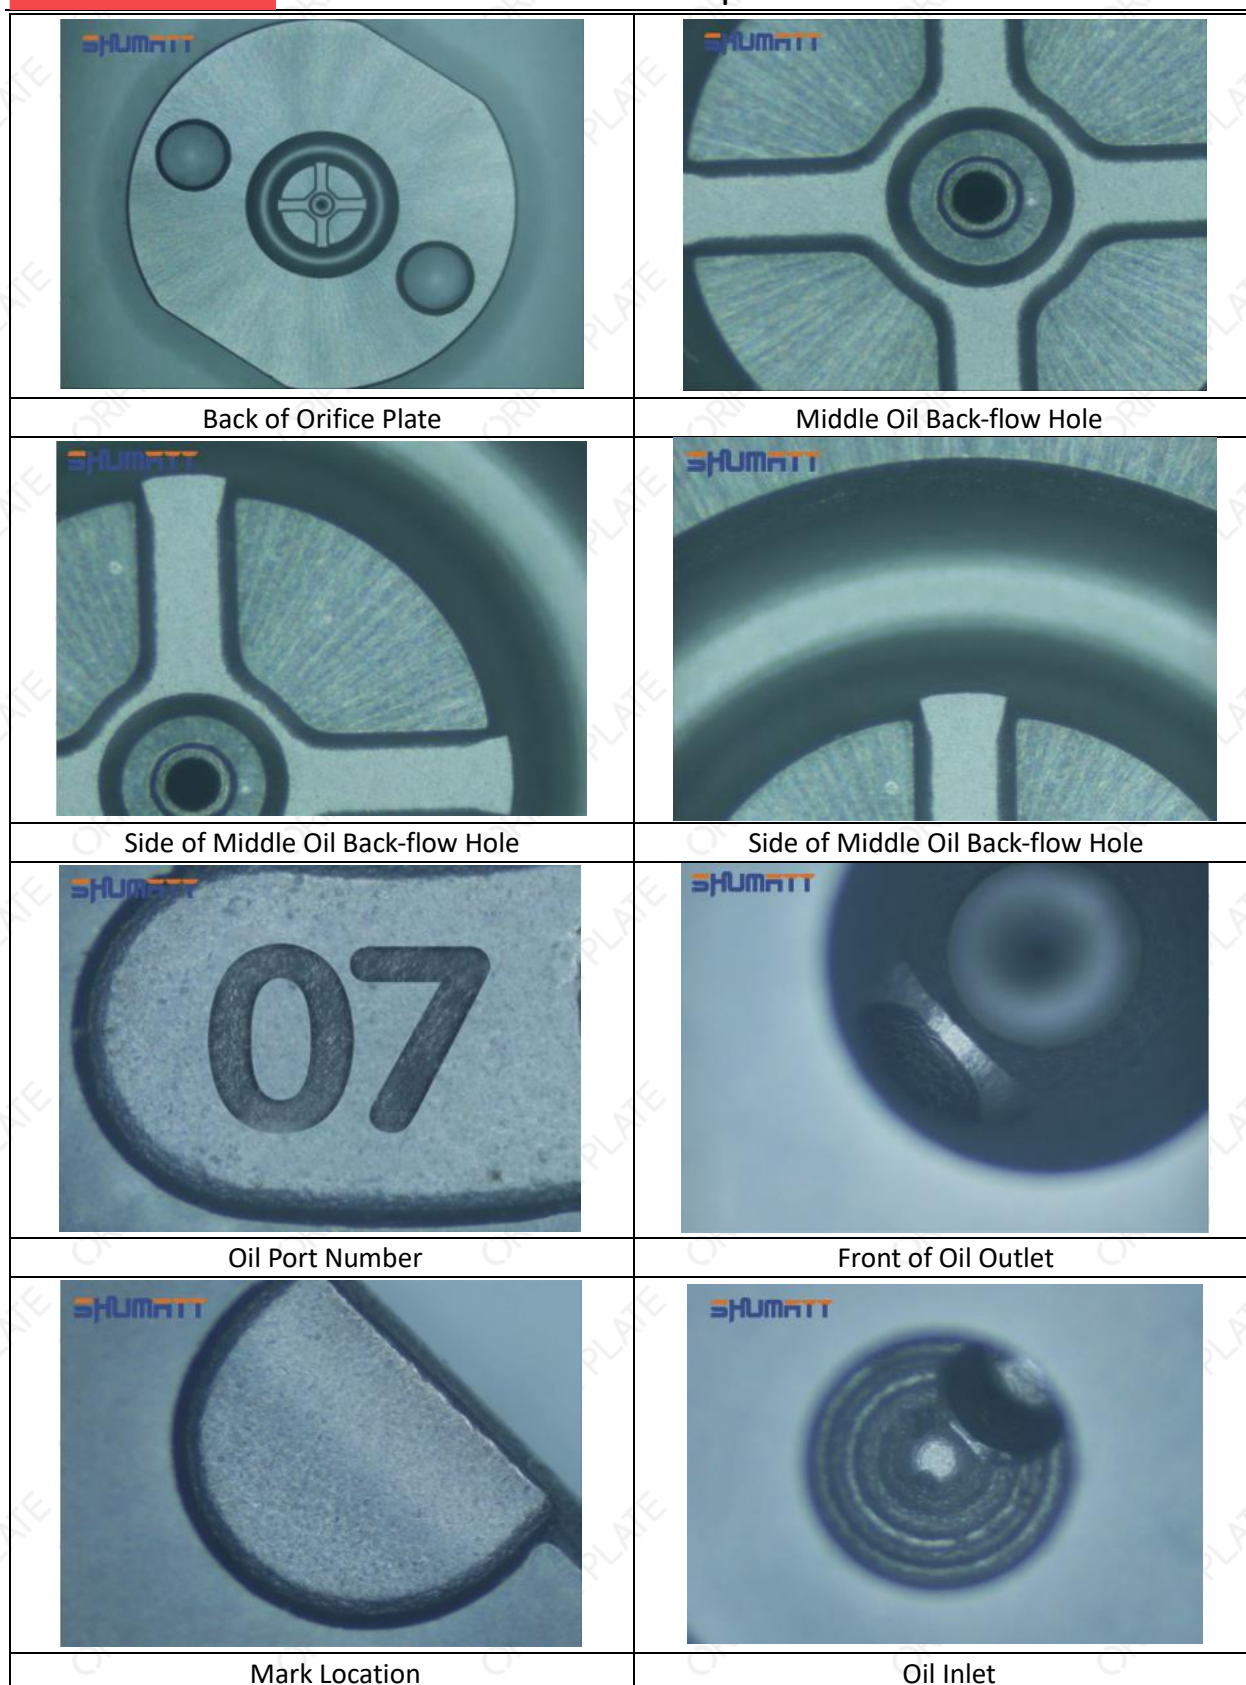 SHUMATT
SHUMATT
Back of Orifice Plate
Middle Oil Back-flow Hole
SHUMATT
SHUMATT
Side of Middle Oil Back-flow Hole
Side of Middle Oil Back-flow Hole
SHUMATT
07
SHUMATT
Oil Port Number
Front of Oil Outlet
SHUMATT
SHUMATT
Mark Location
Oil Inlet